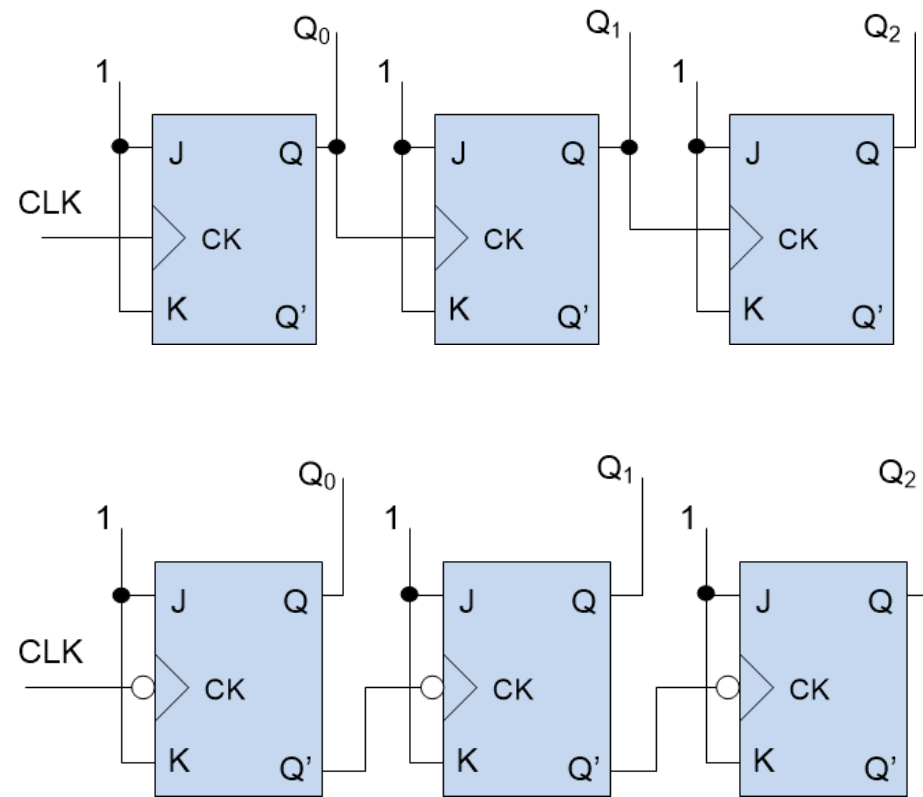 Q₀ Q₁ Q₂
1 1 1
J Q J Q J Q
CLK
CK CK CK
K Q’ K Q’ K Q’
Q₀ Q₁ Q₂
1 1 1
J Q J Q J Q
CLK
CK CK CK
K Q’ K Q’ K Q’